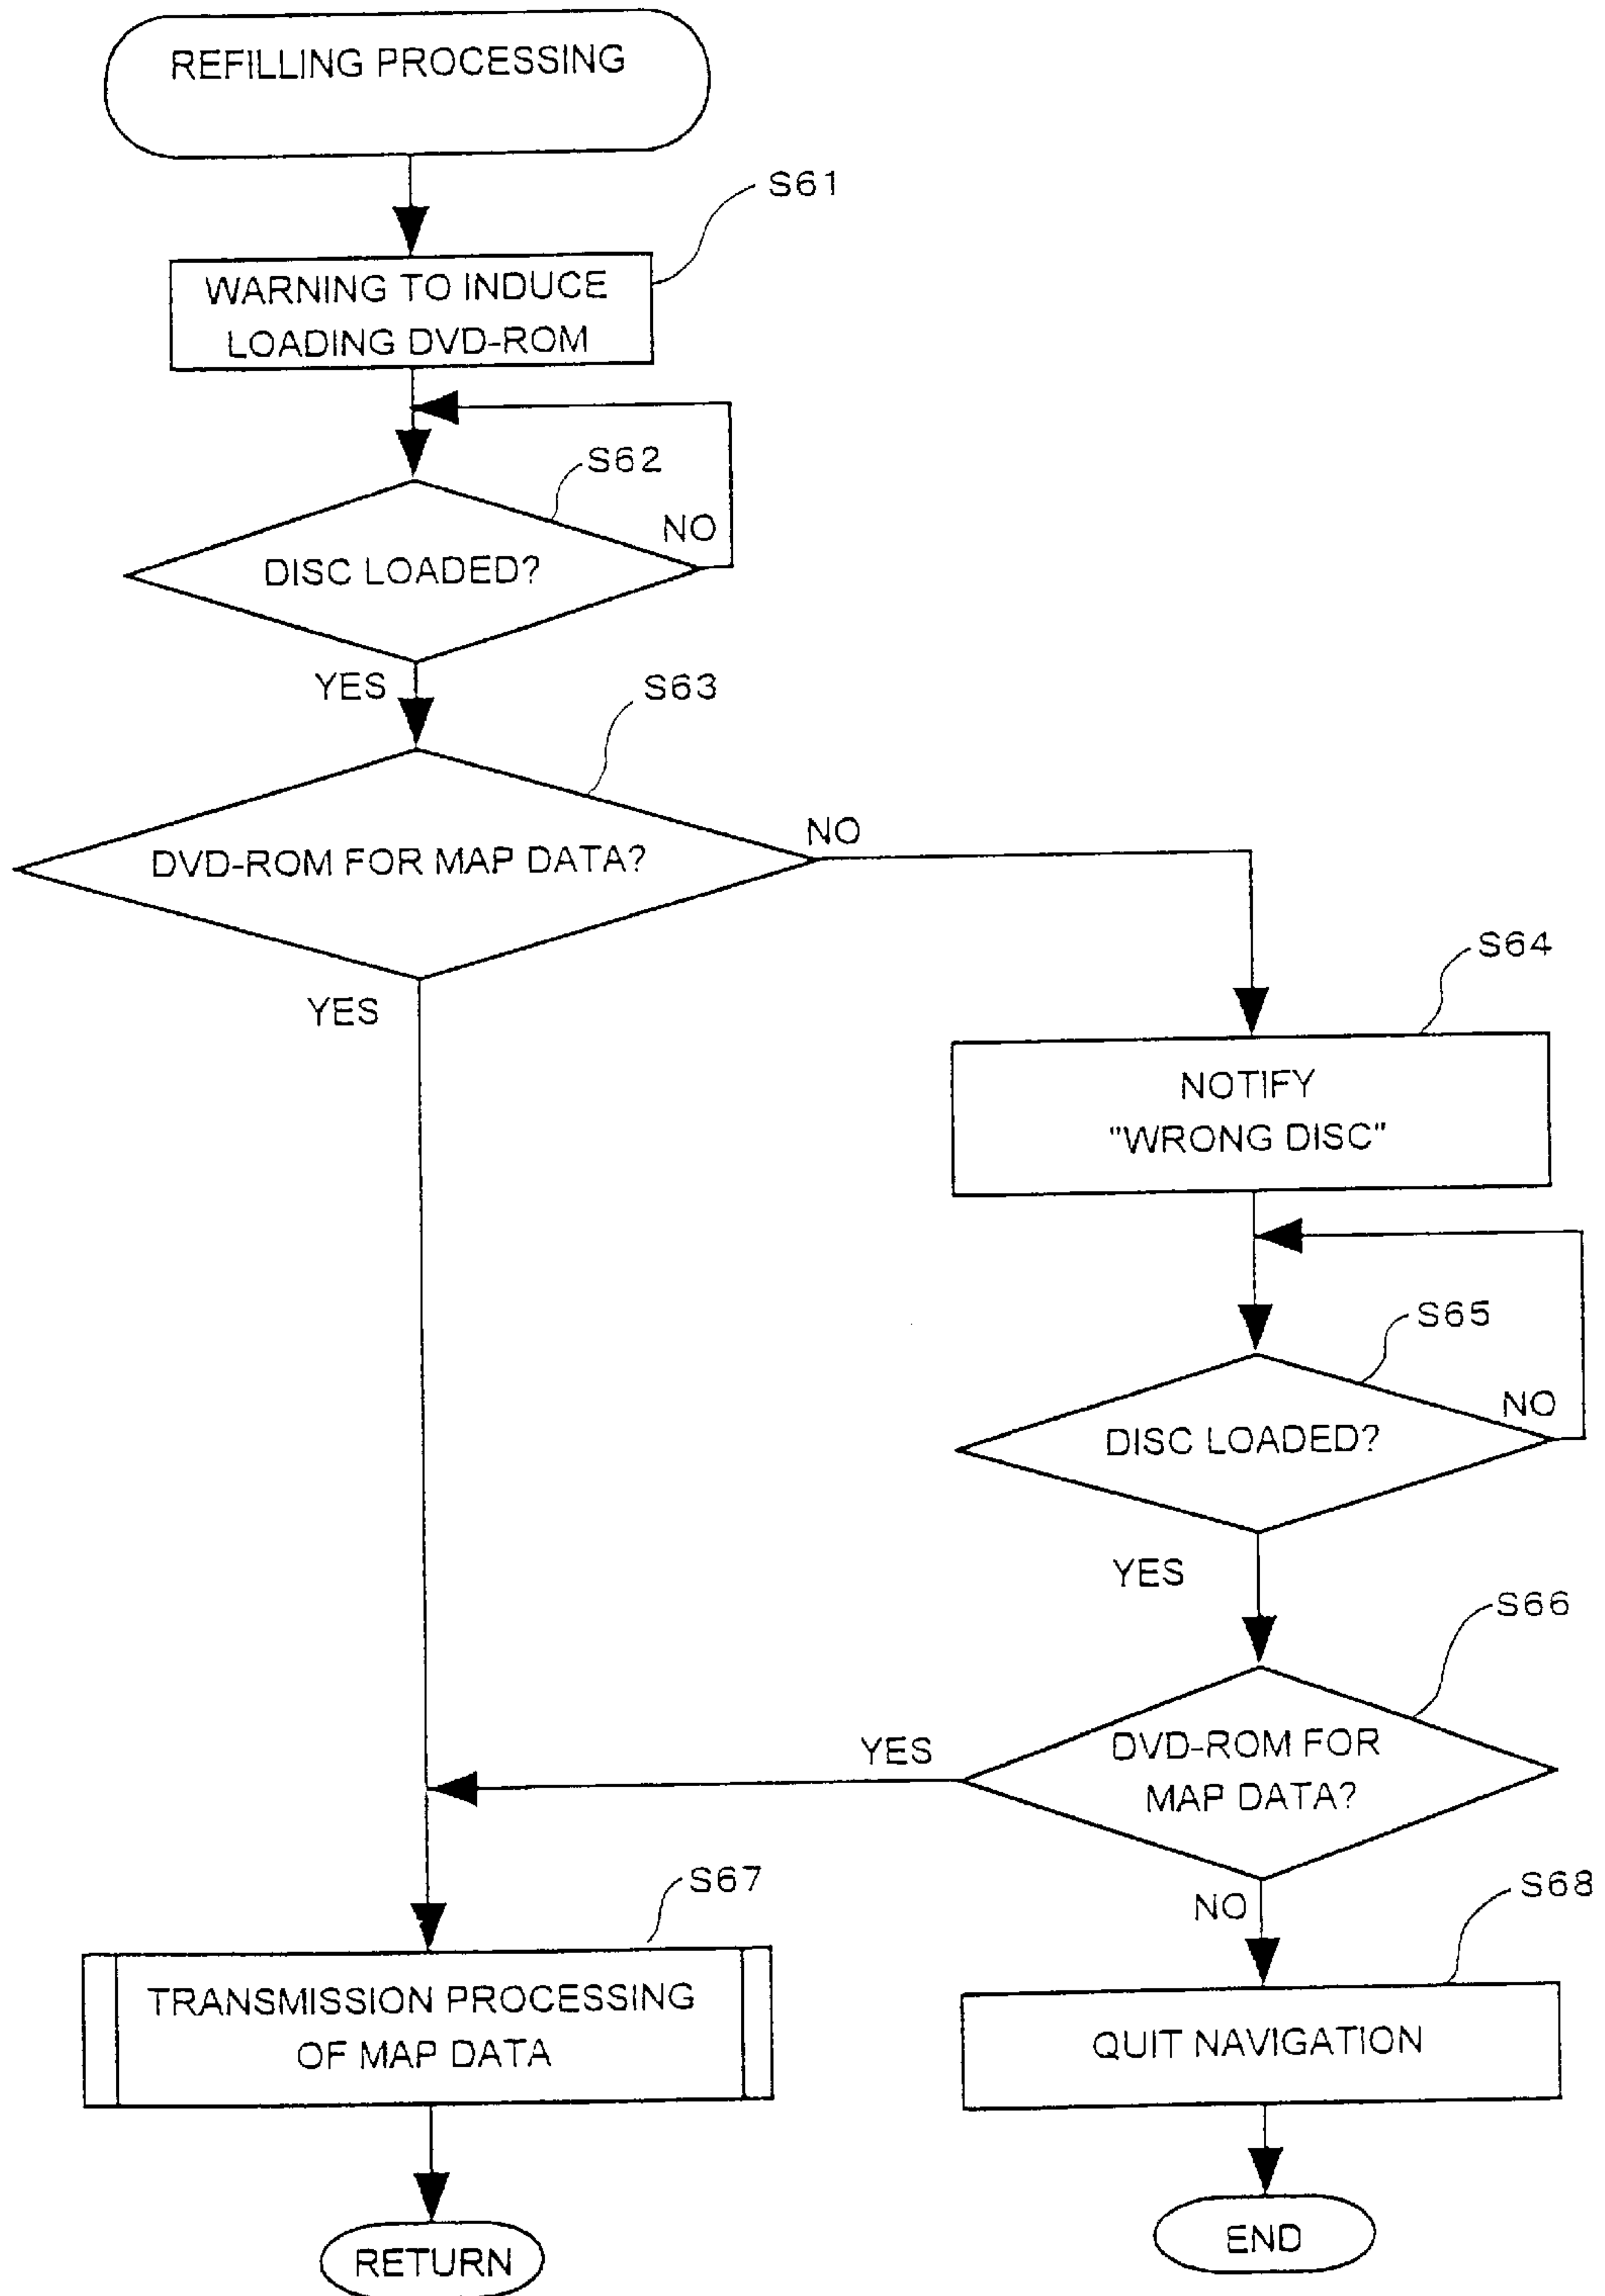 REFILLING PROCESSING
S61
WARNING TO INDUCE
LOADING DVD-ROM
S62
NO
DISC LOADED?
YES
S63
NO
DVD-ROM FOR MAP DATA?
YES
S64
NOTIFY
"WRONG DISC"
S65
NO
DISC LOADED?
YES
S66
YES
DVD-ROM FOR
MAP DATA?
S67
NO
S68
TRANSMISSION PROCESSING
OF MAP DATA
QUIT NAVIGATION
RETURN
END